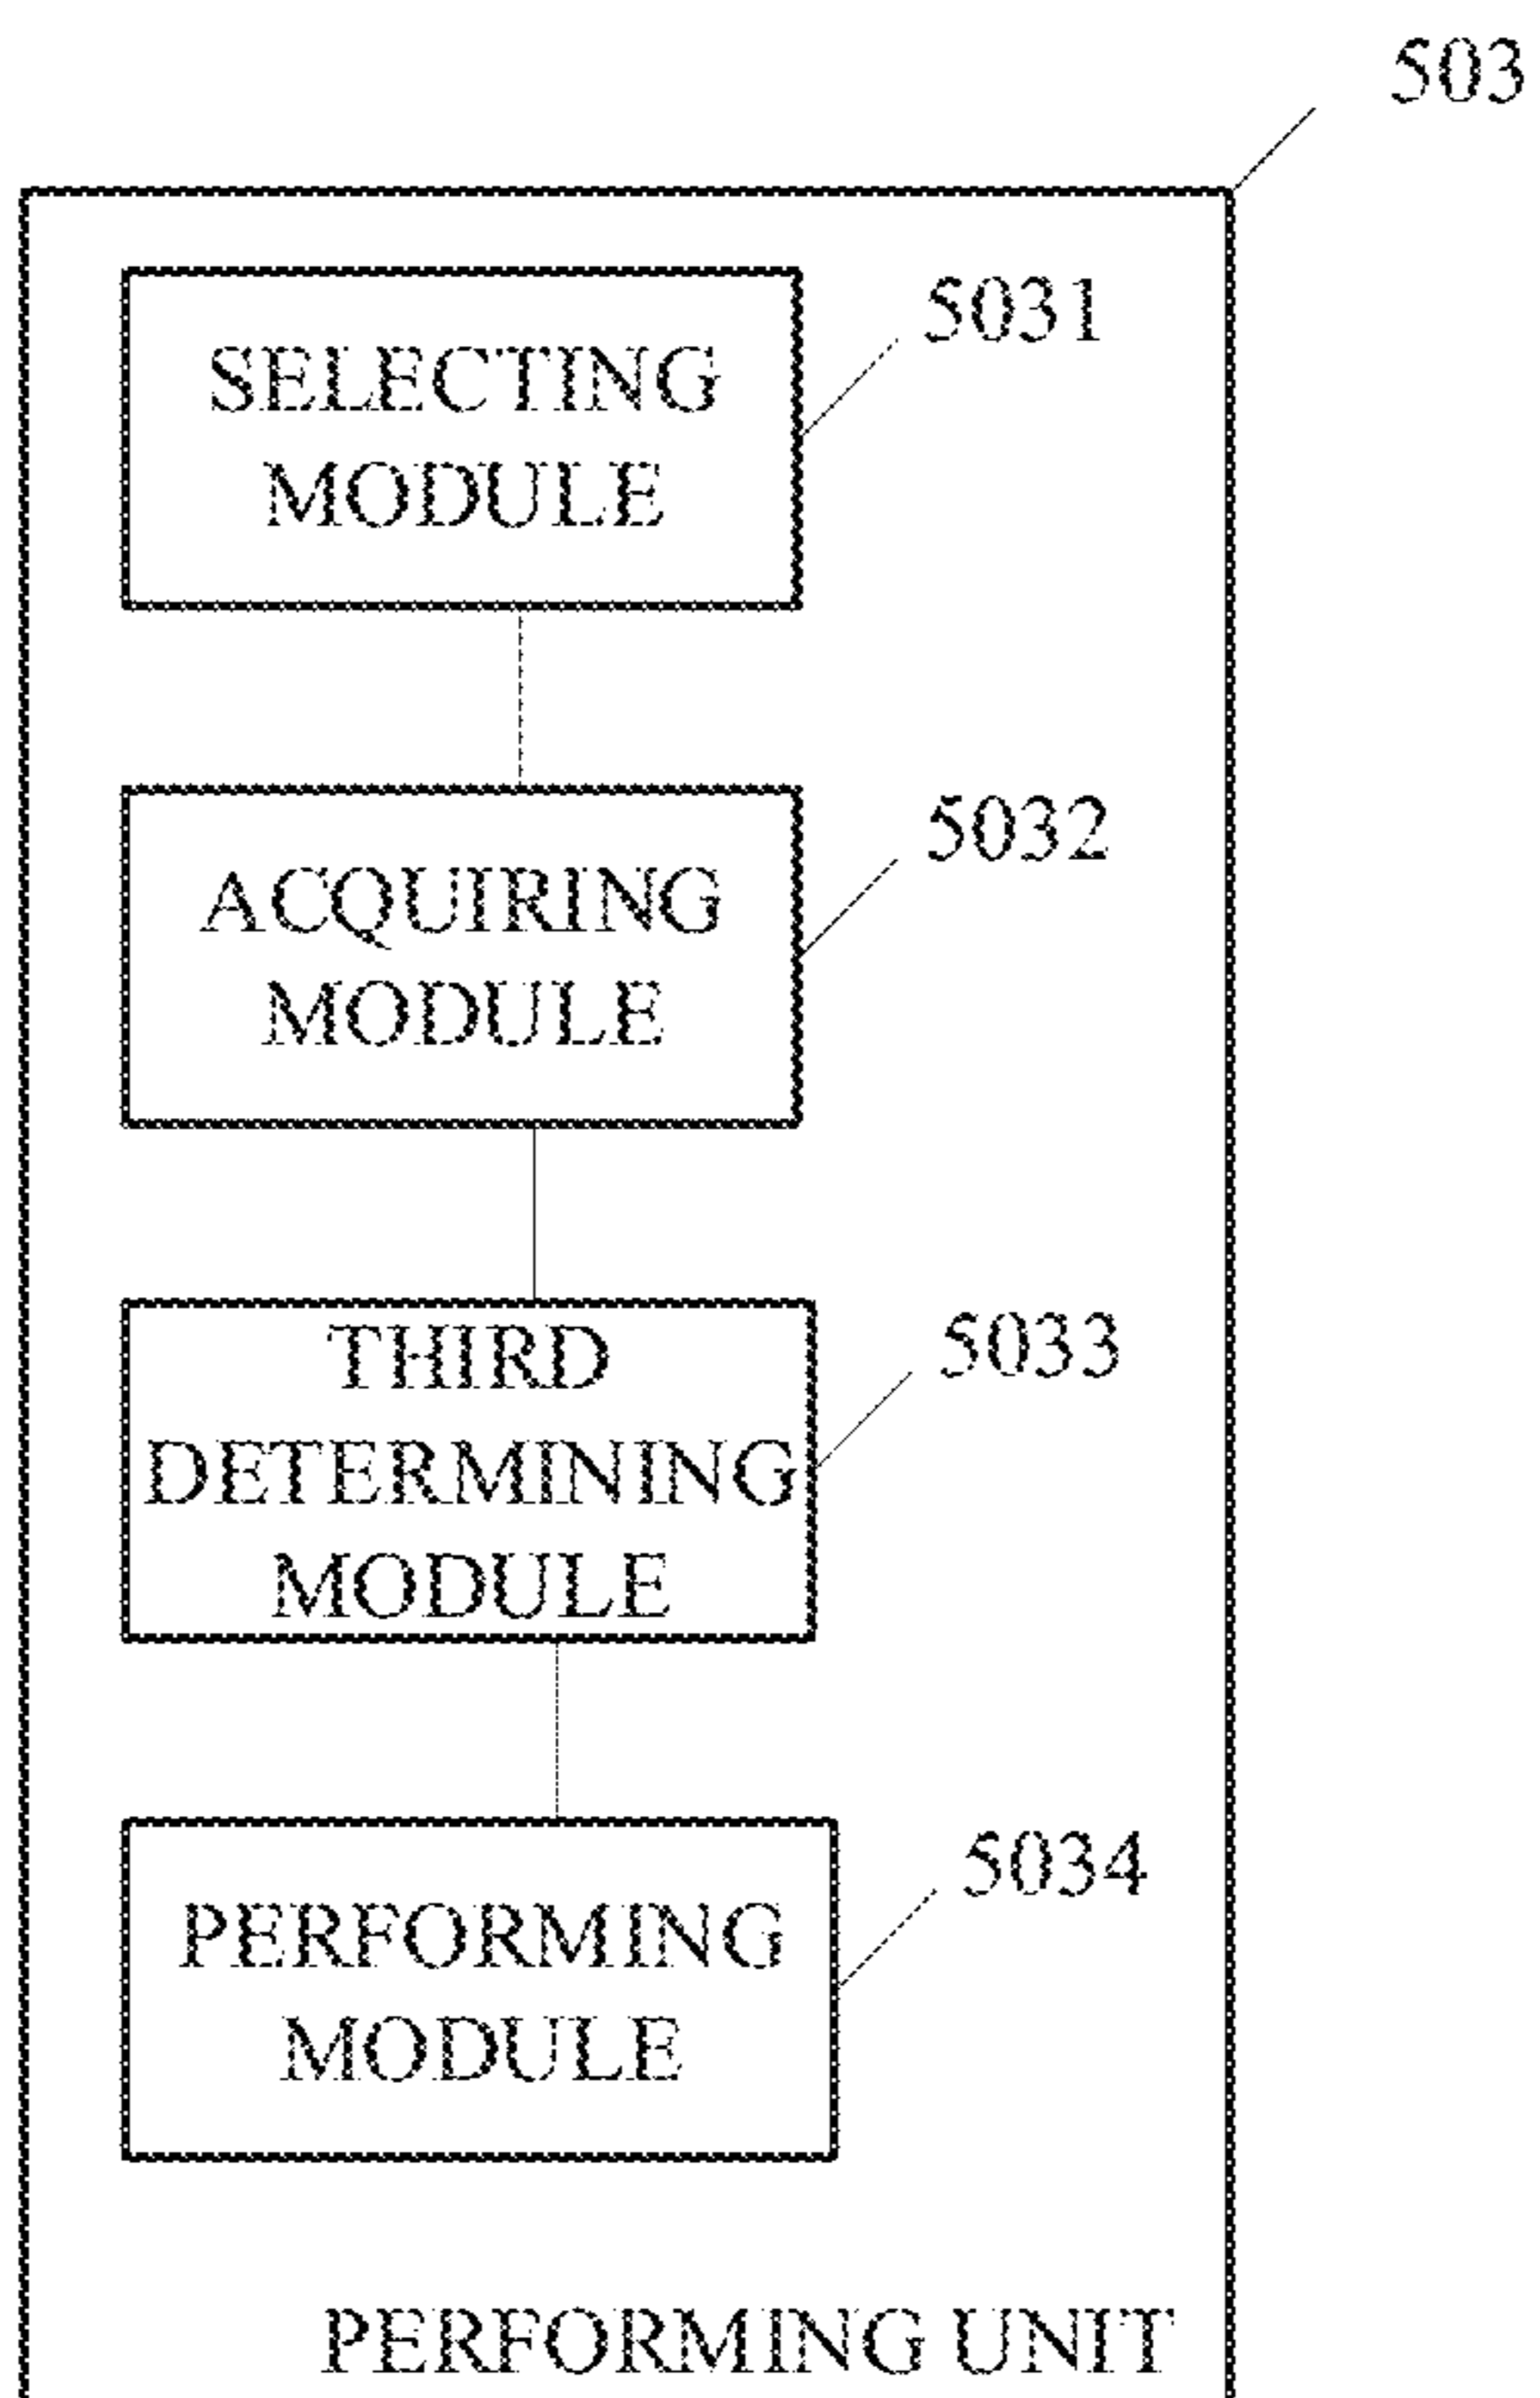 503
SELECTING
MODULE
5031
ACQUIRING
MODULE
5032
THIRD
DETERMINING
MODULE
5033
PERFORMING
MODULE
5034
PERFORMING UNIT